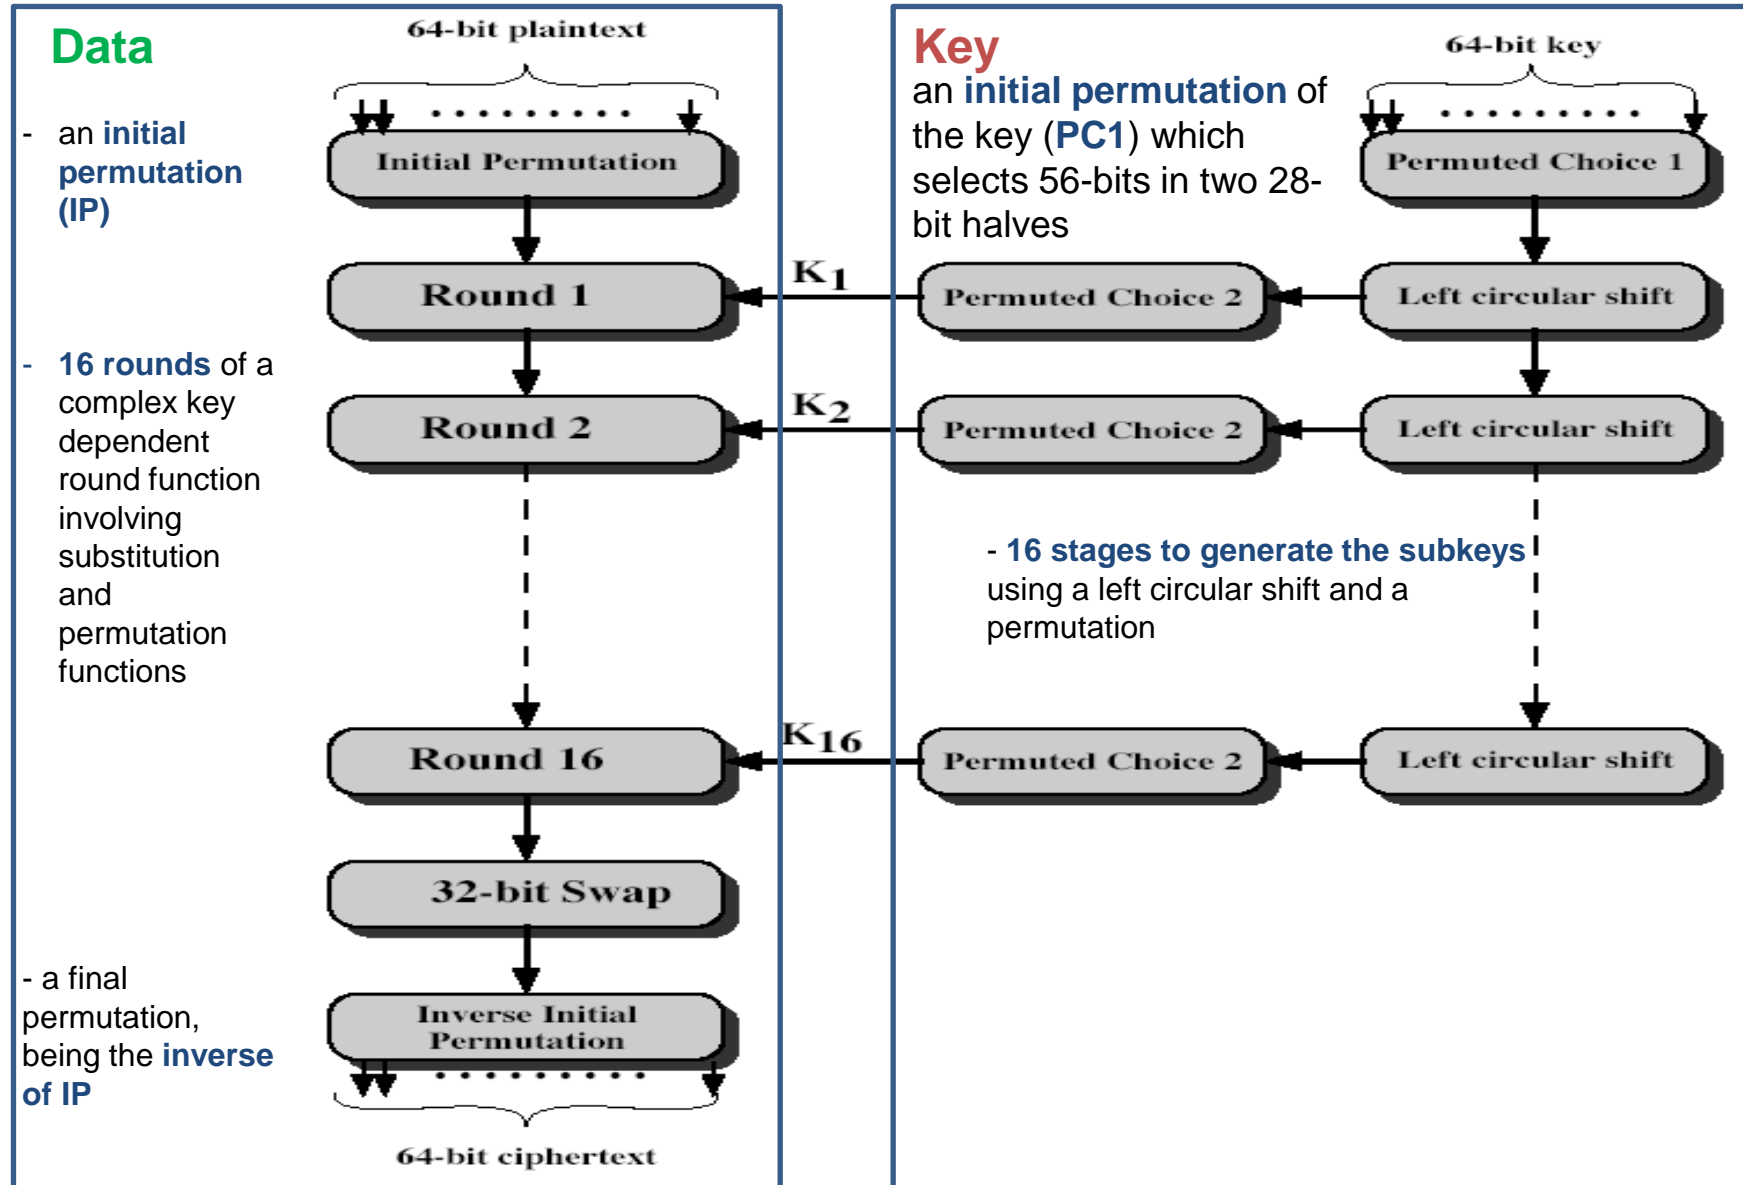 Data
64-bit plaintext
- an initial
permutation
(IP)
Initial Permutation
Round 1
- 16 rounds of a
complex key
dependent
round function
involving
substitution
and
permutation
functions
Round 2
Round 16
32-bit Swap
- a final
permutation,
being the inverse
of IP
Inverse Initial
Permutation
64-bit ciphertext
K1
K2
K16
Key
an initial permutation of
the key (PC1) which
selects 56-bits in two 28-
bit halves
64-bit key
Permuted Choice 1
Permuted Choice 2
Left circular shift
Permuted Choice 2
Left circular shift
- 16 stages to generate the subkeys
using a left circular shift and a
permutation
Permuted Choice 2
Left circular shift